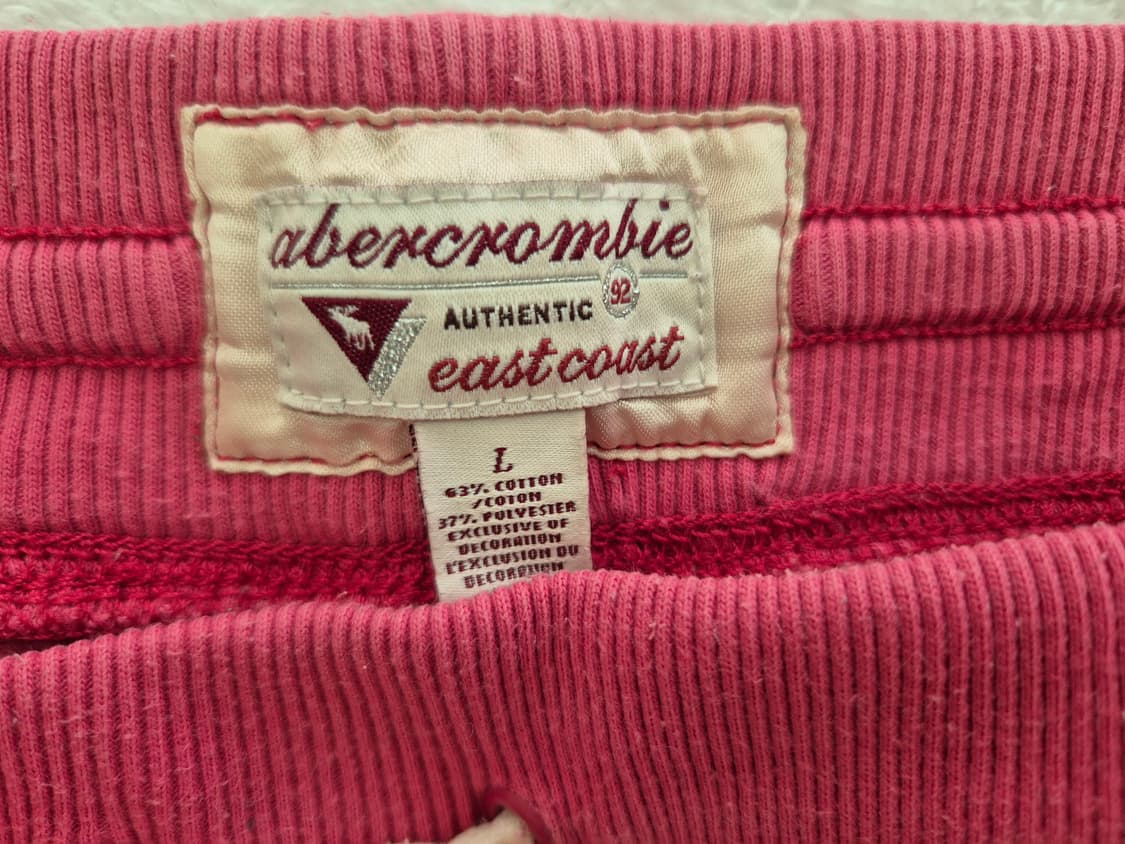 abercrombie
92
AUTHENTIC
east coast
L
63% COTTON
/COTON
37% POLYESTER
EXCLUSIVE OF
DECORATION
L'EXCLUSION DU
DECORATION